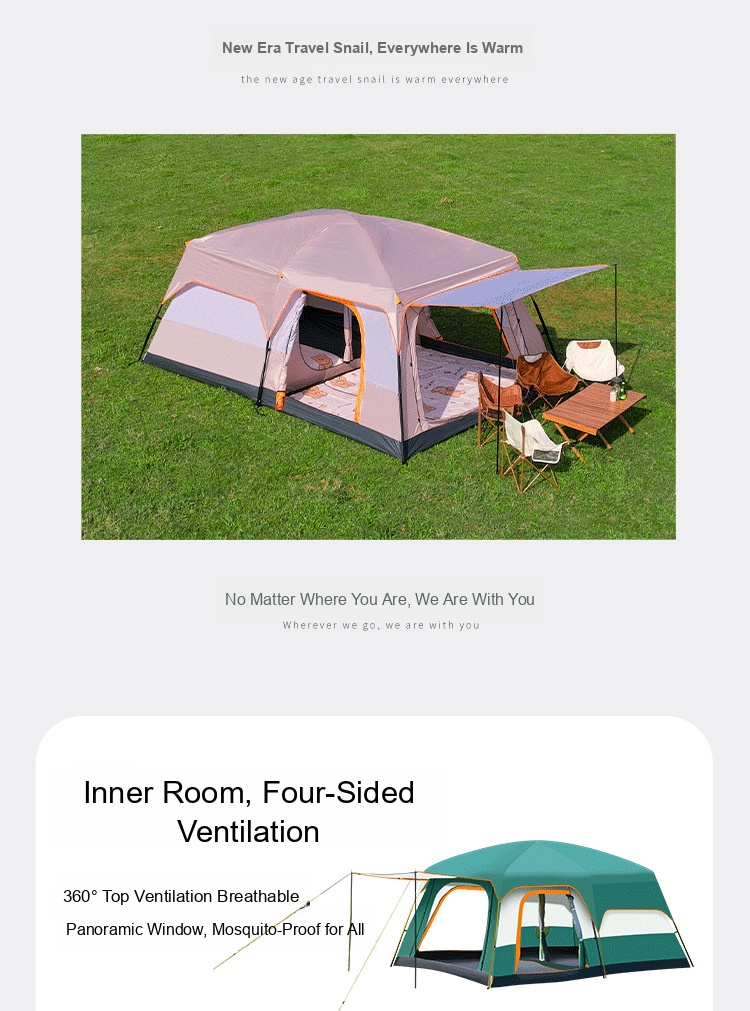 New Era Travel Snail, Everywhere Is Warm
the new age travel snail is warm everywhere
No Matter Where You Are, We Are With You
Wherever we go, we are with you
Inner Room, Four-Sided
Ventilation
360° Top Ventilation Breathable
Panoramic Window, Mosquito-Proof for All